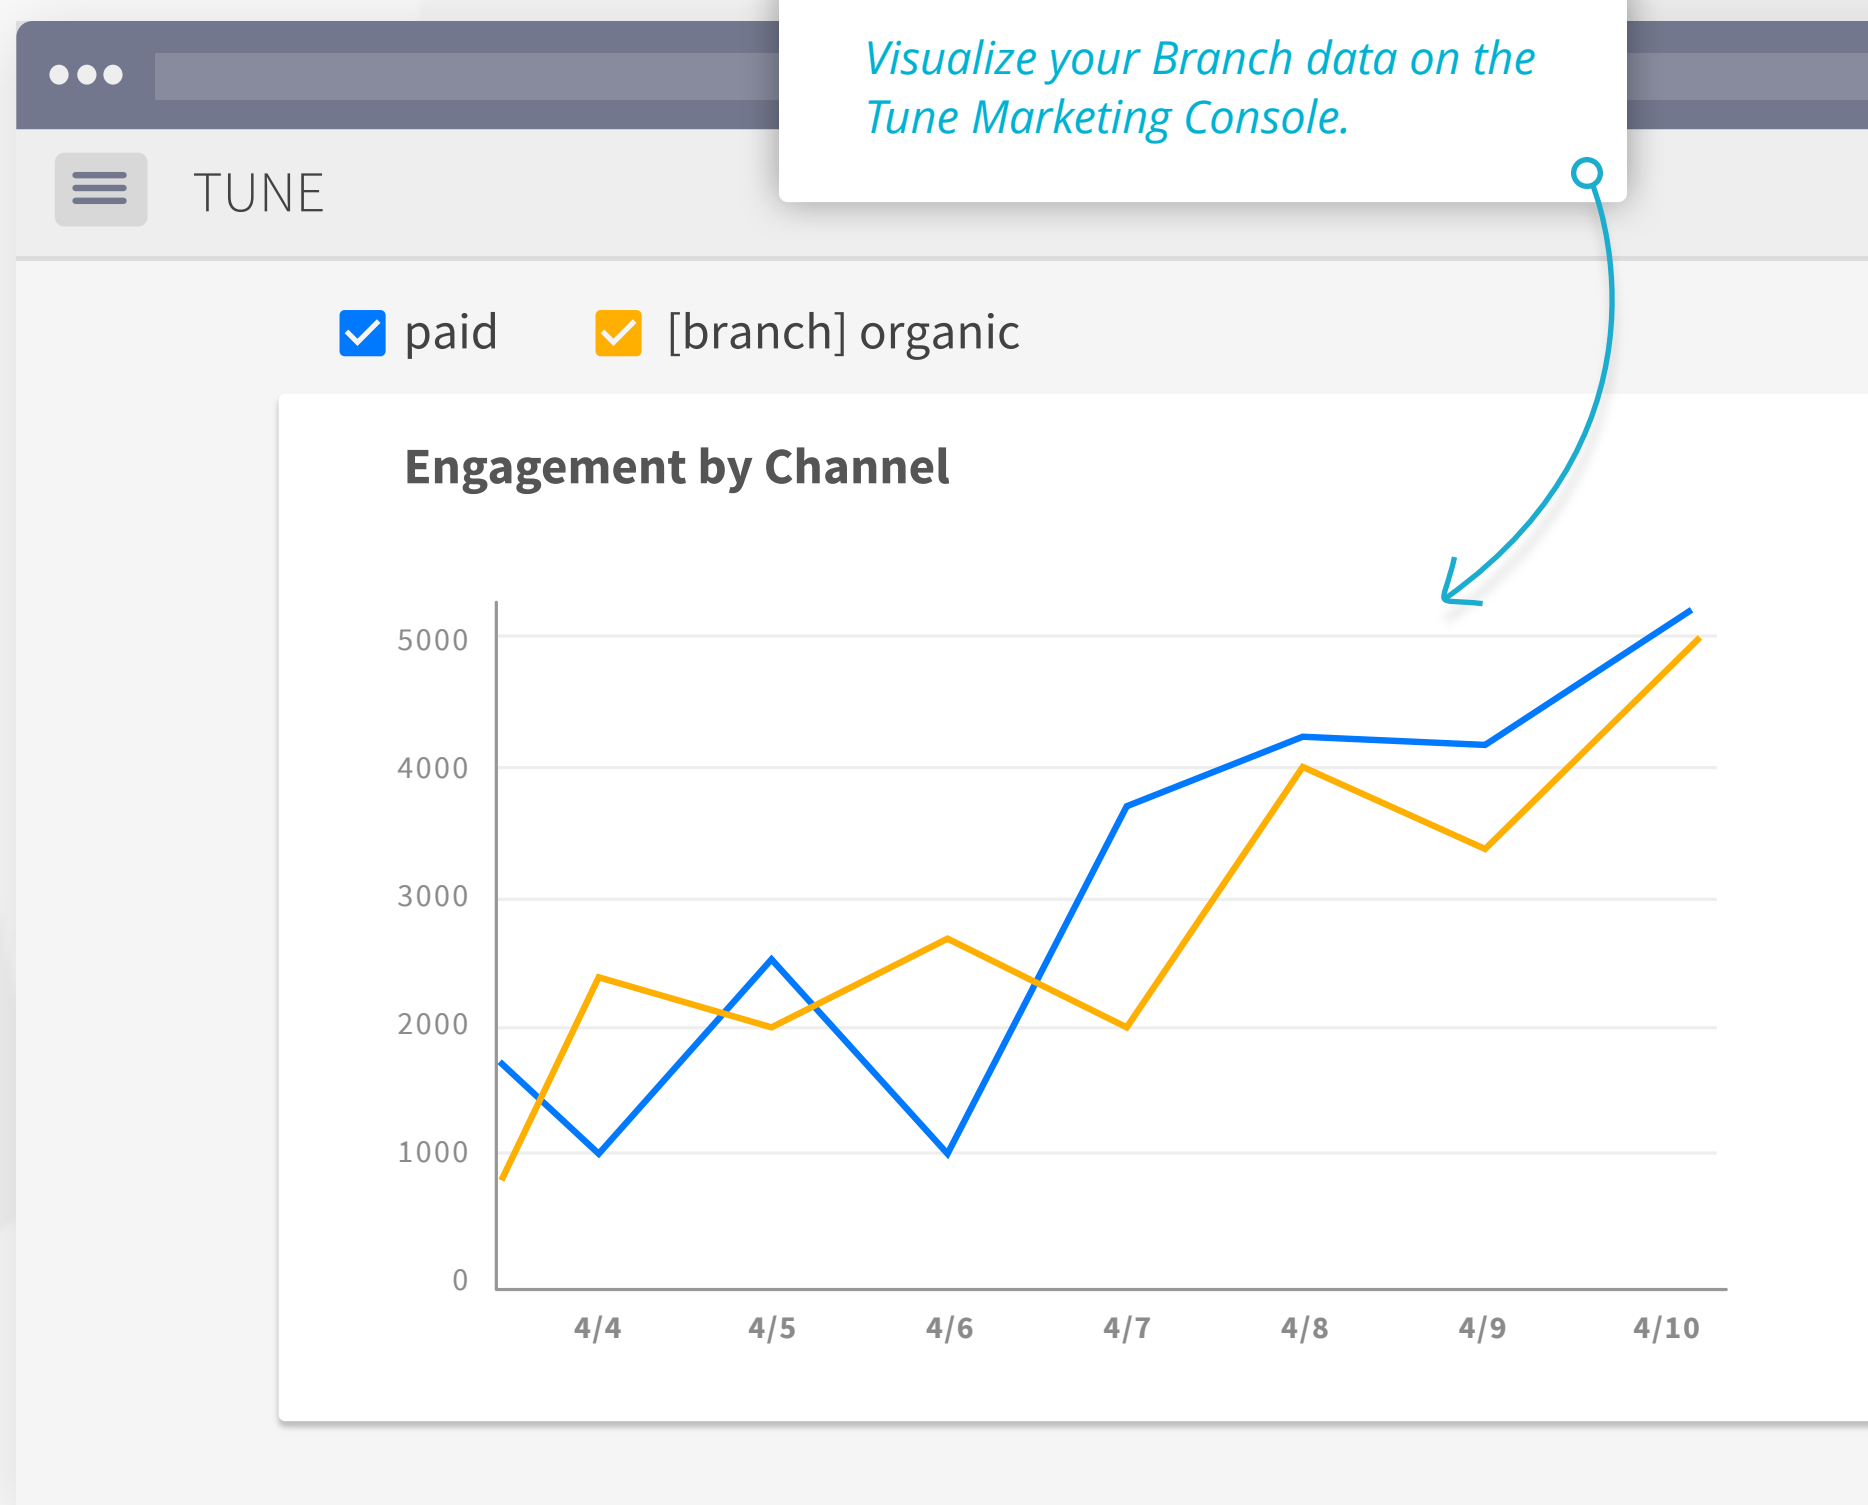 Visualize your Branch data on the
Tune Marketing Console.
TUNE
paid
[branch] organic
Engagement by Channel
5000
4000
3000
2000
1000
0
4/4 4/5 4/6 4/7 4/8 4/9 4/10